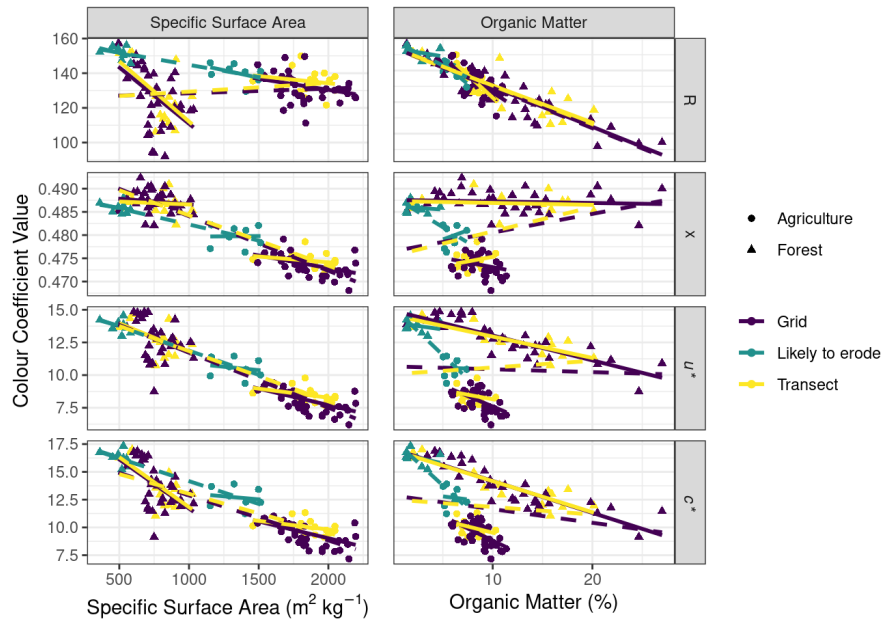 Specific Surface Area
Organic Matter
Colour Coefficient Value
160
140
120
100
R
0.490
0.485
0.480
0.475
0.470
x
15.0
12.5
10.0
7.5
u*
17.5
15.0
12.5
10.0
7.5
c*
500
1000
1500
2000
10
20
Specific Surface Area (m² kg⁻¹)
Organic Matter (%)
Agriculture
Forest
Grid
Likely to erode
Transect